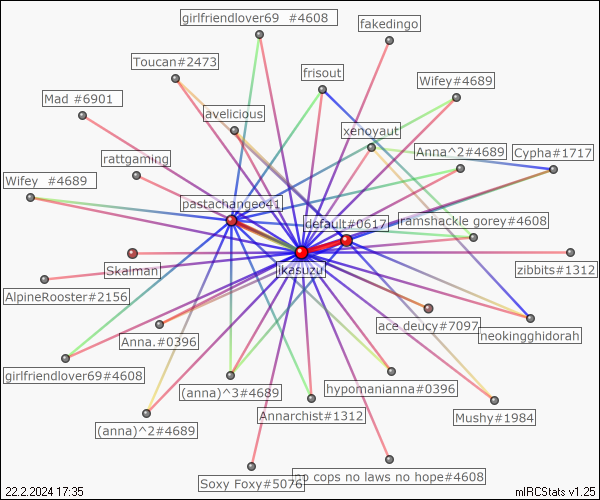 girlfriendlover69 #4608
fakedingo
Toucan#2473
frisout
Wifey#4689
Mad #6901
avelicious
xenoyaut
Anna^2#4689
Cypha#1717
rattgaming
Wifey #4689
pastachangeo41
default#0617
ramshackle gorey#4608
Skalman
ikasuzu
zibbits#1312
AlpineRooster#2156
Anna.#0396
ace deucy#7097
neokingghidorah
girlfriendlover69#4608
(anna)^3#4689
hypomanianna#0396
Annarchist#1312
Mushy#1984
(anna)^2#4689
Soxy Foxy#5076
no cops no laws no hope#4608
22.2.2024 17:35
mIRCStats v1.25